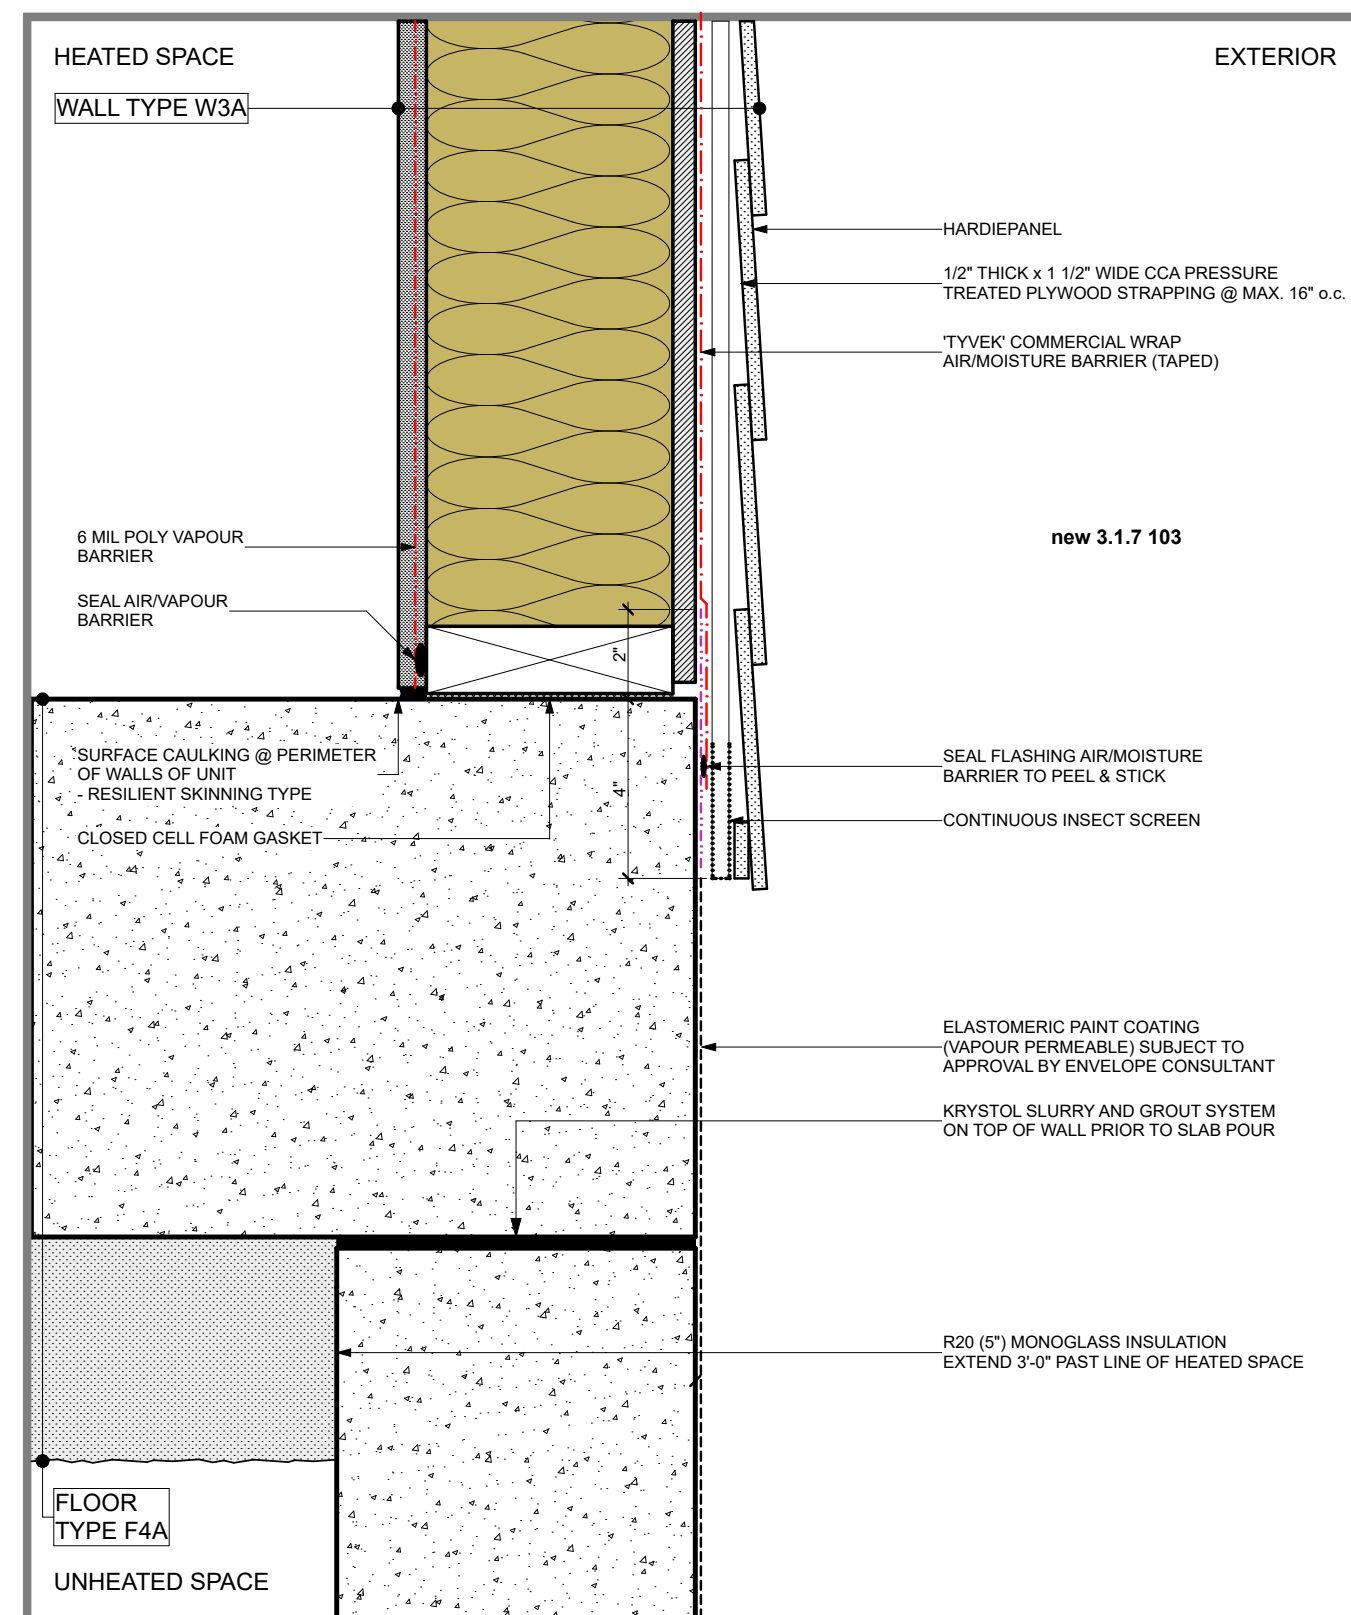 HEATED SPACE
EXTERIOR
WALL TYPE W3A
HARDIEPANEL
1/2" THICK x 1 1/2" WIDE CCA PRESSURE
TREATED PLYWOOD STRAPPING @ MAX. 16" o.c.
'TYVEK' COMMERCIAL WRAP
AIR/MOISTURE BARRIER (TAPED)
new 3.1.7 103
6 MIL POLY VAPOUR
BARRIER
SEAL AIR/VAPOUR
BARRIER
2"
SURFACE CAULKING @ PERIMETER
OF WALLS OF UNIT
- RESILIENT SKINNING TYPE
4"
CLOSED CELL FOAM GASKET
SEAL FLASHING AIR/MOISTURE
BARRIER TO PEEL & STICK
CONTINUOUS INSECT SCREEN
ELASTOMERIC PAINT COATING
(VAPOUR PERMEABLE) SUBJECT TO
APPROVAL BY ENVELOPE CONSULTANT
KRYSTOL SLURRY AND GROUT SYSTEM
ON TOP OF WALL PRIOR TO SLAB POUR
R20 (5") MONOGLASS INSULATION
EXTEND 3'-0" PAST LINE OF HEATED SPACE
FLOOR
TYPE F4A
UNHEATED SPACE